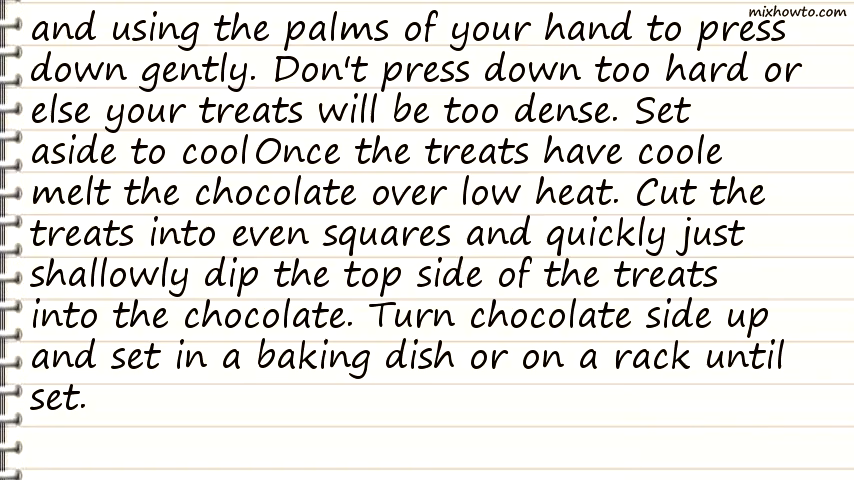 mixhowto.com
and using the palms of your hand to press
down gently. Don't press down too hard or
else your treats will be too dense. Set
aside to cool Once the treats have coole
melt the chocolate over low heat. Cut the
treats into even squares and quickly just
shallowly dip the top side of the treats
into the chocolate. Turn chocolate side up
and set in a baking dish or on a rack until
set.